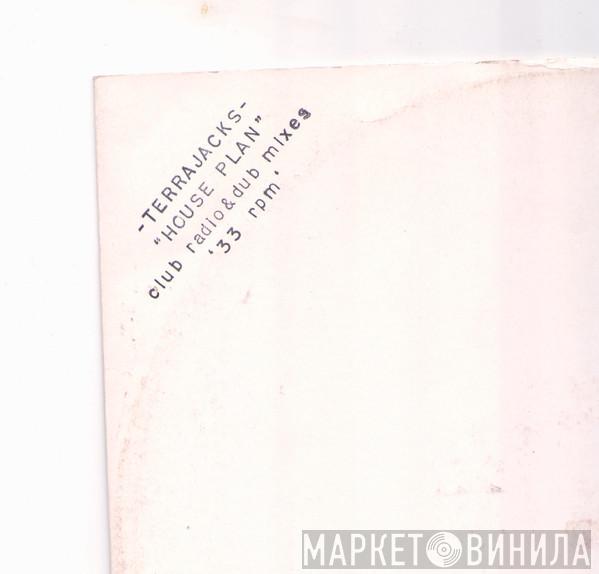 -TERRAJACKS-
"HOUSE PLAN"
club radio&dub mixes
'33 rpm'
МАРКЕТ ВИНИЛА